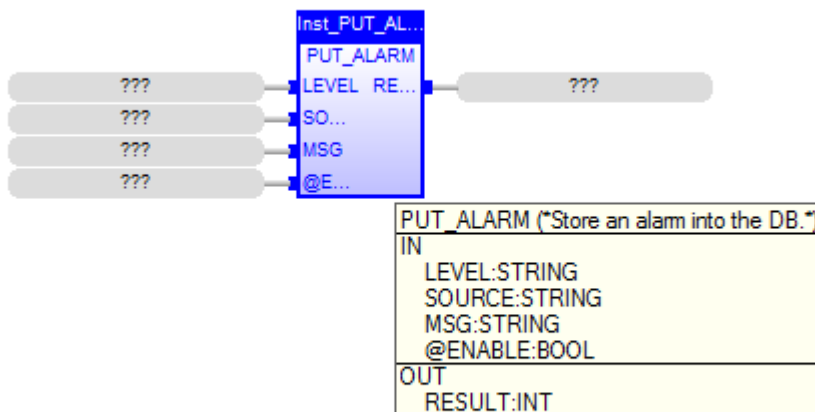 Inst_PUT_AL...
PUT_ALARM
??? LEVEL RE... ???
??? SO...
??? MSG
??? @E...
PUT_ALARM (*Store an alarm into the DB.*)
IN
LEVEL:STRING
SOURCE:STRING
MSG:STRING
@ENABLE:BOOL
OUT
RESULT:INT